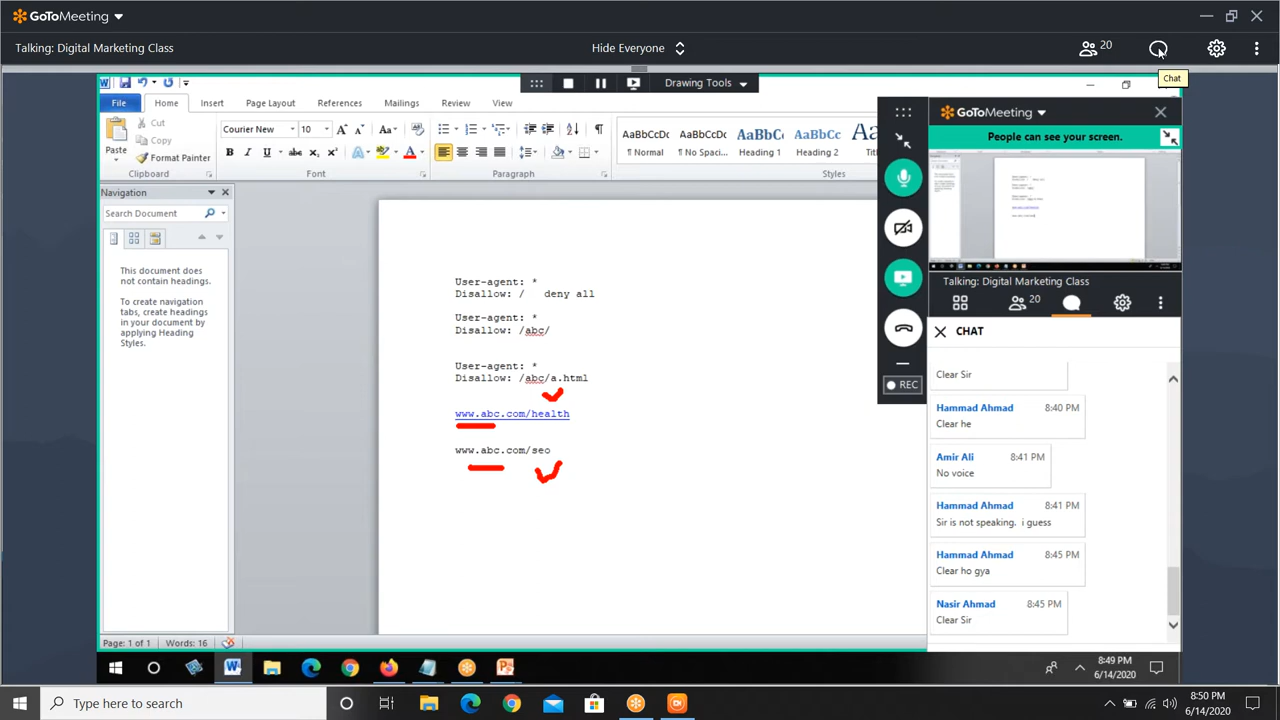 GoToMeeting
Talking: Digital Marketing Class
Hide Everyone
20
Chat
File
Home
Insert
Page Layout
References
Mailings
Review
View
Drawing Tools
Paste
Cut
Copy
Format Painter
Clipboard
Courier New
10
Font
Paragraph
AaBbCcDc
¶ Normal
AaBbCcDc
¶ No Spaci...
AaBbCc
Heading 1
AaBbCc
Heading 2
Styles
Navigation
Search Document
This document does
not contain headings.
To create navigation
tabs, create headings
in your document by
applying Heading
Styles.
User-agent: *
Disallow: /   deny all
User-agent: *
Disallow: /abc/
User-agent: *
Disallow: /abc/a.html
www.abc.com/health
www.abc.com/seo
GoToMeeting
People can see your screen.
Talking: Digital Marketing Class
20
REC
CHAT
Clear Sir
Hammad Ahmad 8:40 PM
Clear he
Amir Ali 8:41 PM
No voice
Hammad Ahmad 8:41 PM
Sir is not speaking.  i guess
Hammad Ahmad 8:45 PM
Clear ho gya
Nasir Ahmad 8:45 PM
Clear Sir
Page: 1 of 1
Words: 16
8:49 PM
6/14/2020
Type here to search
8:50 PM
6/14/2020